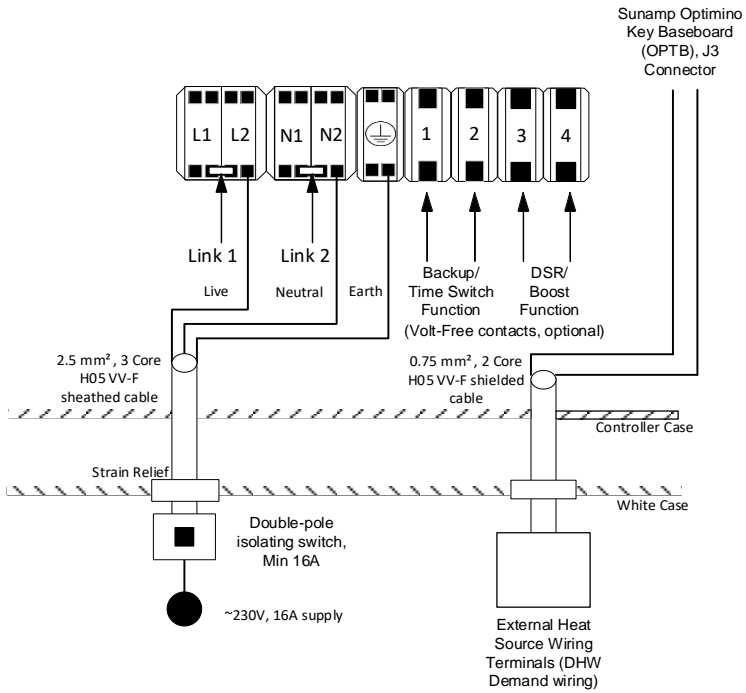 Sunamp Optimino
Key Baseboard
(OPTB), J3
Connector
L1 L2 N1 N2 1 2 3 4
Link 1
Link 2
Backup/
Time Switch
Function
DSR/
Boost
Function
(Volt-Free contacts, optional)
Live
Neutral
Earth
2.5 mm², 3 Core
H05 VV-F
sheathed cable
0.75 mm², 2 Core
H05 VV-F shielded
cable
Controller Case
Strain Relief
White Case
Double-pole
isolating switch,
Min 16A
~230V, 16A supply
External Heat
Source Wiring
Terminals (DHW
Demand wiring)